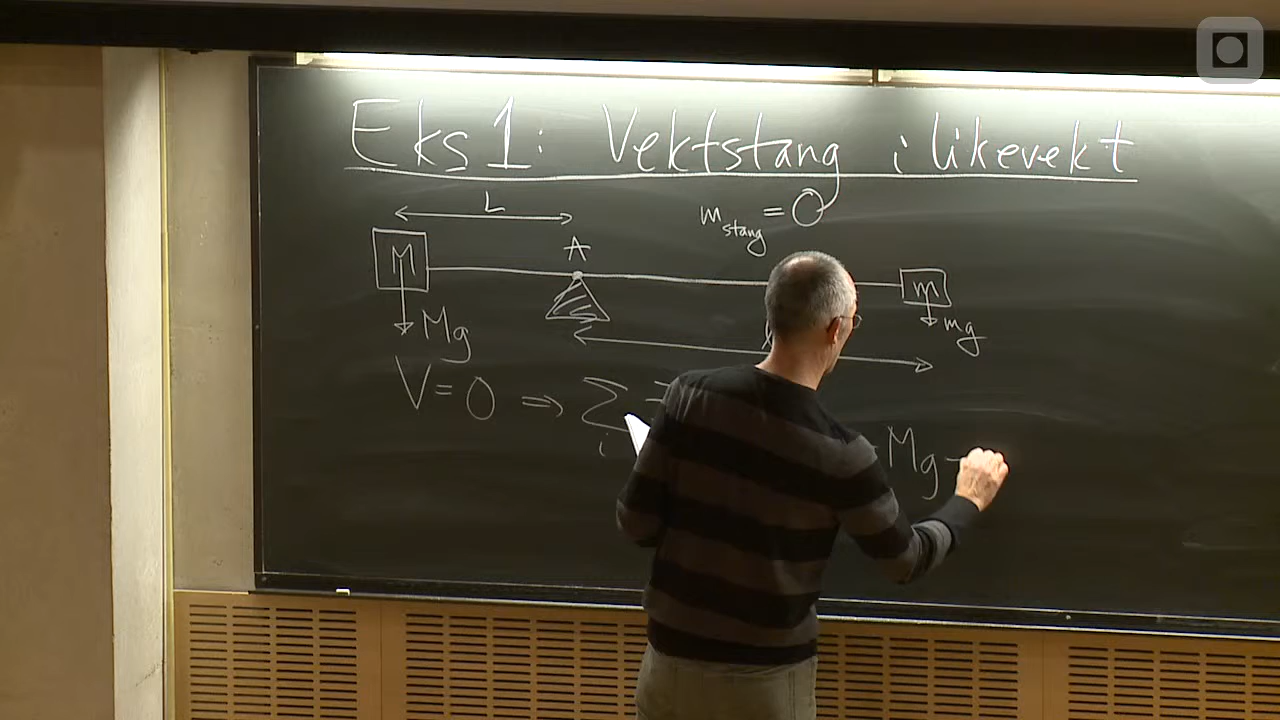 Eks 1: Vektstang i likevekt
L
m_stang = 0
M
A
m
Mg
mg
V = 0 ⇒ ∑
i
Mg -